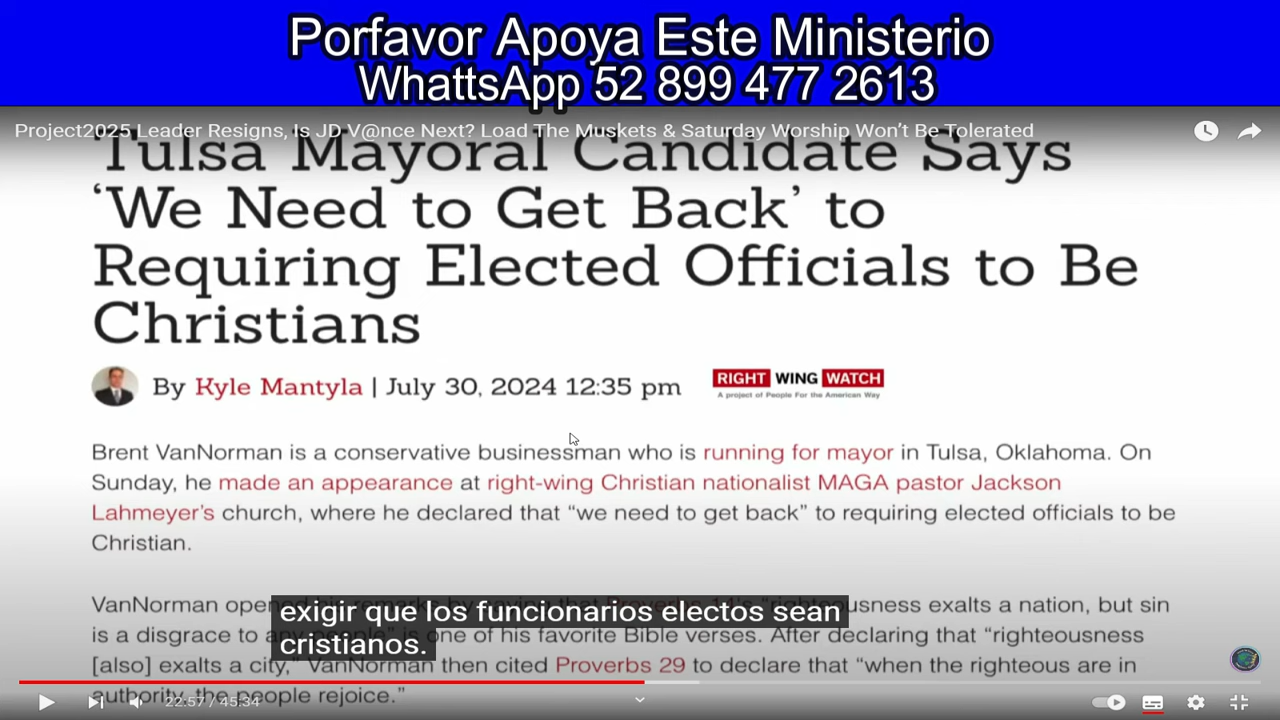 Porfavor Apoya Este Ministerio
WhattsApp 52 899 477 2613
Project2025 Leader Resigns, Is JD V@nce Next? Load The Muskets & Saturday Worship Won't Be Tolerated
Tulsa Mayoral Candidate Says
‘We Need to Get Back’ to
Requiring Elected Officials to Be
Christians
By Kyle Mantyla | July 30, 2024 12:35 pm
RIGHT WING WATCH
A project of People For the American Way
Brent VanNorman is a conservative businessman who is running for mayor in Tulsa, Oklahoma. On
Sunday, he made an appearance at right-wing Christian nationalist MAGA pastor Jackson
Lahmeyer's church, where he declared that “we need to get back” to requiring elected officials to be
Christian.
VanNorman opened
exigir que los funcionarios electos sean
cristianos.
exalts a nation, but sin
is a disgrace to any people” is one of his favorite Bible verses. After declaring that “righteousness
[also] exalts a city,” VanNorman then cited Proverbs 29 to declare that “when the righteous are in
authority, the people rejoice.”
22:57 / 45:34